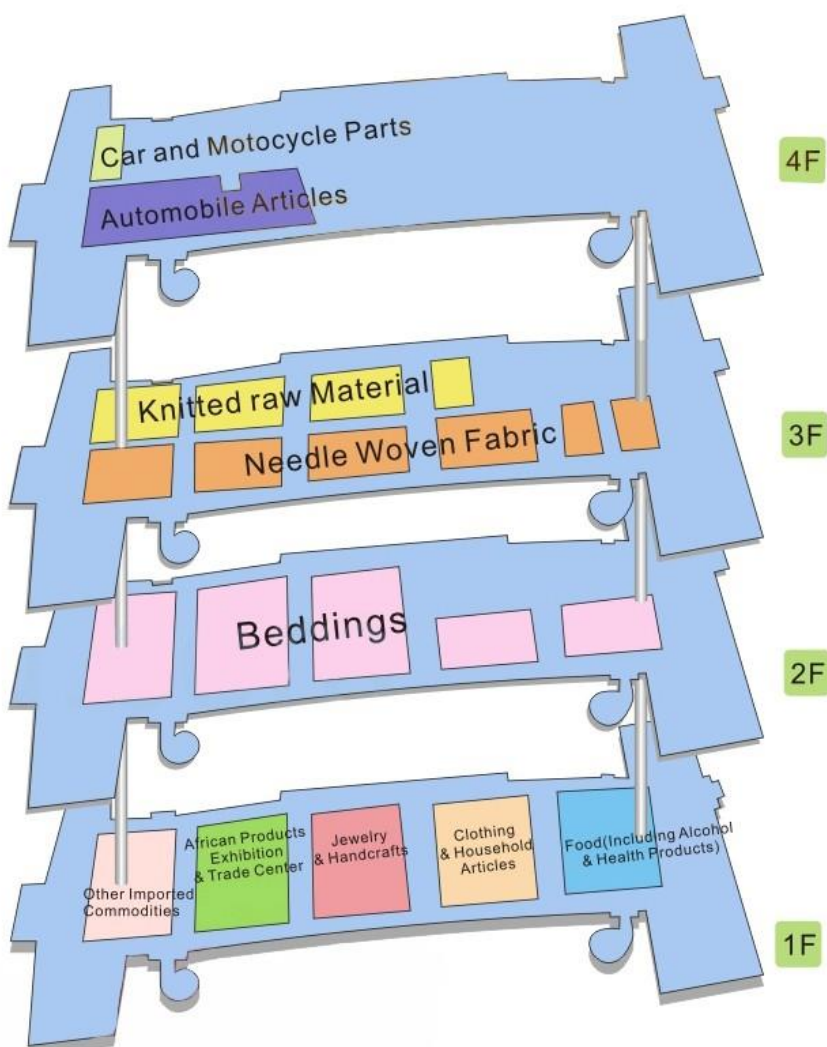 Car and Motocycle Parts
Automobile Articles
4F
Knitted raw Material
Needle Woven Fabric
3F
Beddings
2F
Other Imported
Commodities
African Products
Exhibition
& Trade Center
Jewelry
& Handcrafts
Clothing
& Household
Articles
Food(Including Alcohol
& Health Products)
1F